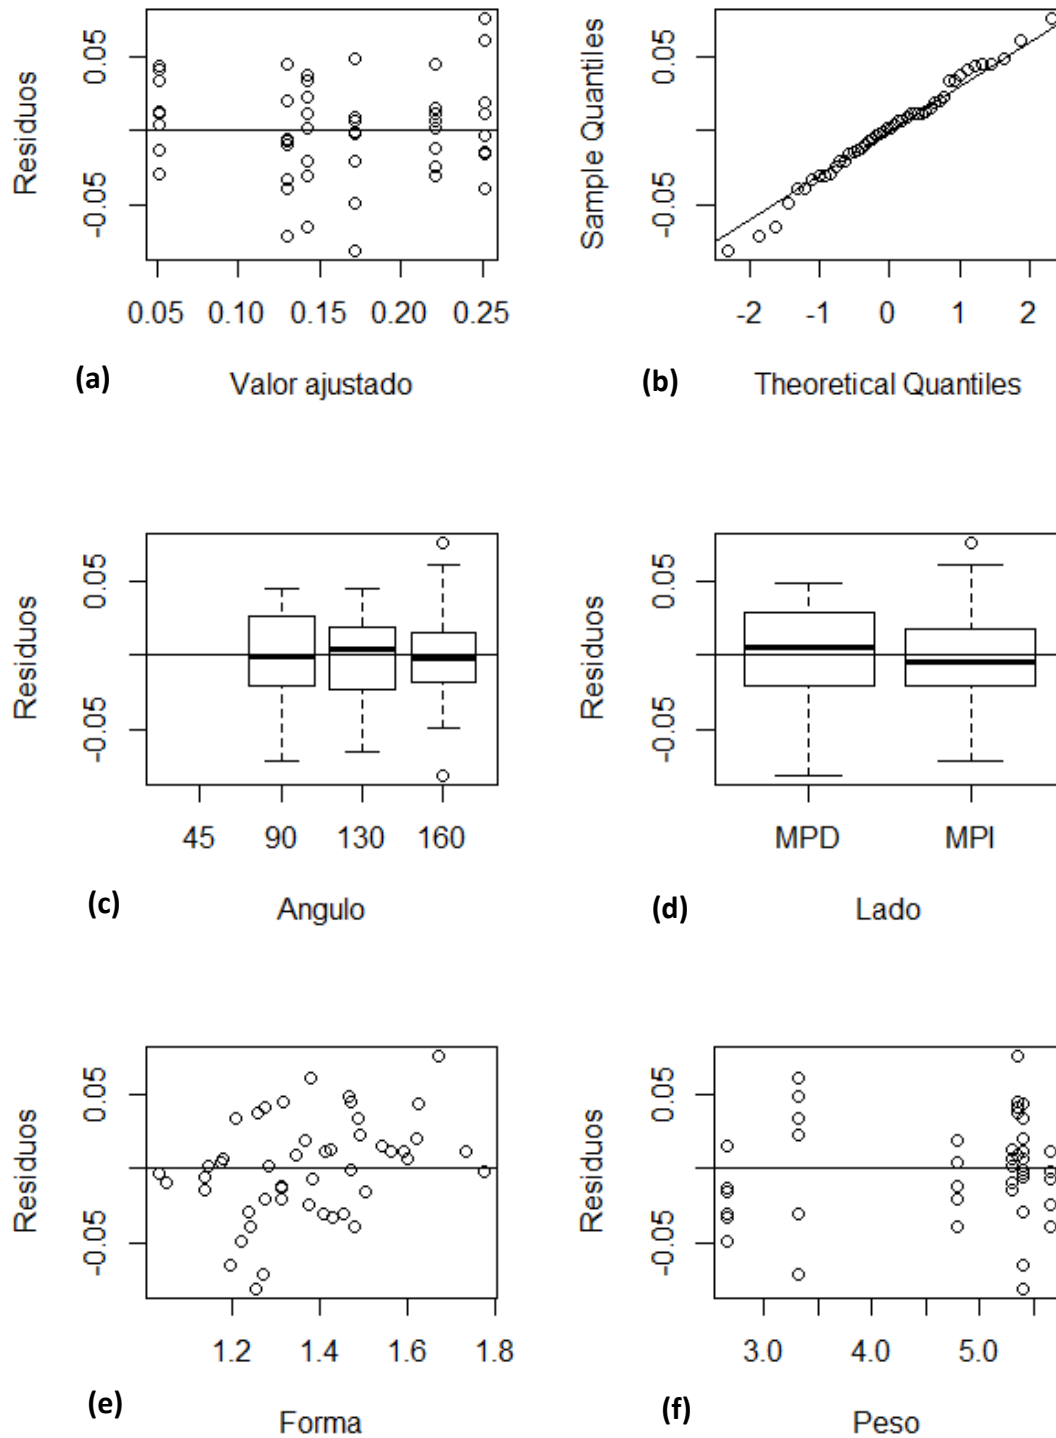 Residuos
0.05
-0.05
0.05 0.10 0.15 0.20 0.25
(a) Valor ajustado
Sample Quantiles
0.05
-0.05
-2 -1 0 1 2
(b) Theoretical Quantiles
Residuos
0.05
-0.05
45 90 130 160
(c) Angulo
Residuos
0.05
-0.05
MPD MPI
(d) Lado
Residuos
0.05
-0.05
1.2 1.4 1.6 1.8
(e) Forma
Residuos
0.05
-0.05
3.0 4.0 5.0
(f) Peso